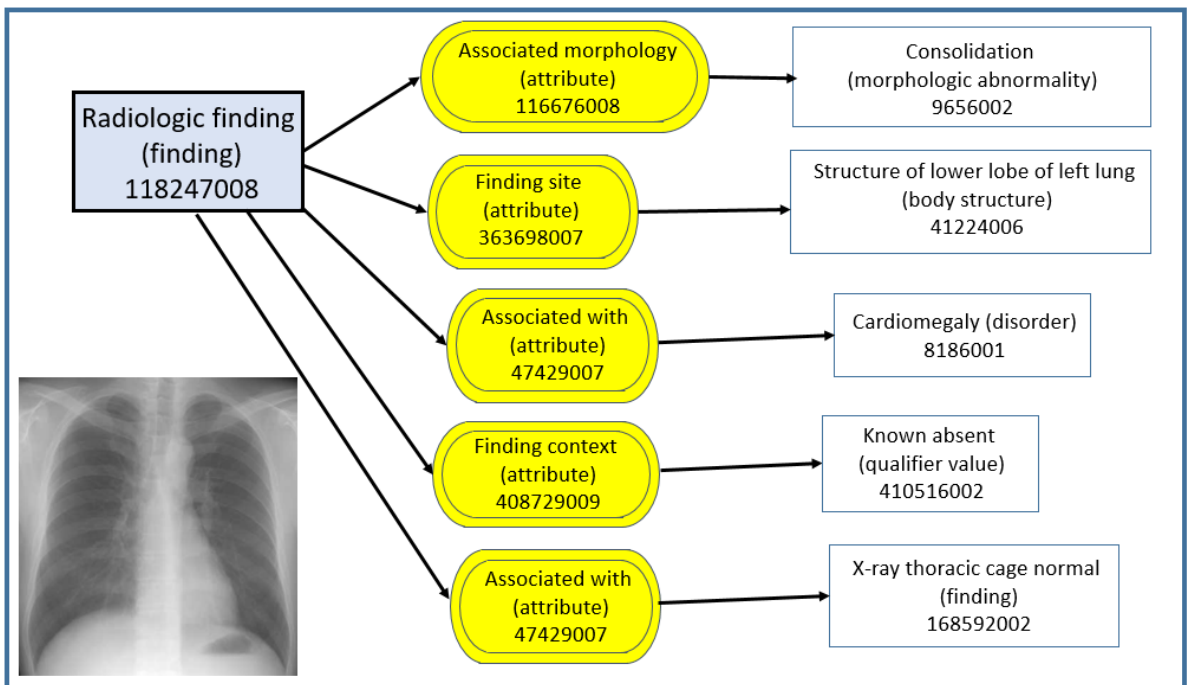 Radiologic finding
(finding)
118247008
Associated morphology
(attribute)
116676008
Consolidation
(morphologic abnormality)
9656002
Finding site
(attribute)
363698007
Structure of lower lobe of left lung
(body structure)
41224006
Associated with
(attribute)
47429007
Cardiomegaly (disorder)
8186001
Finding context
(attribute)
408729009
Known absent
(qualifier value)
410516002
Associated with
(attribute)
47429007
X-ray thoracic cage normal
(finding)
168592002